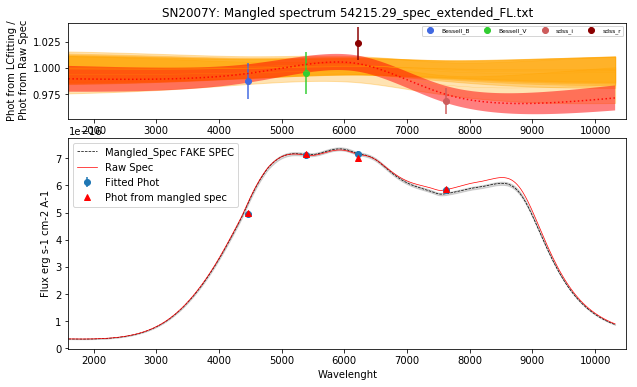 SN2007Y: Mangled spectrum 54215.29_spec_extended_FL.txt
Phot from LCfitting /
Phot from Raw Spec
1.025
1.000
0.975
Bessell_B
Bessell_V
sdss_i
sdss_r
2000 3000 4000 5000 6000 7000 8000 9000 10000
1e−16
Flux erg s-1 cm-2 A-1
7
6
5
4
3
2
1
0
Mangled_Spec FAKE SPEC
Raw Spec
Fitted Phot
Phot from mangled spec
2000 3000 4000 5000 6000 7000 8000 9000 10000
Wavelenght